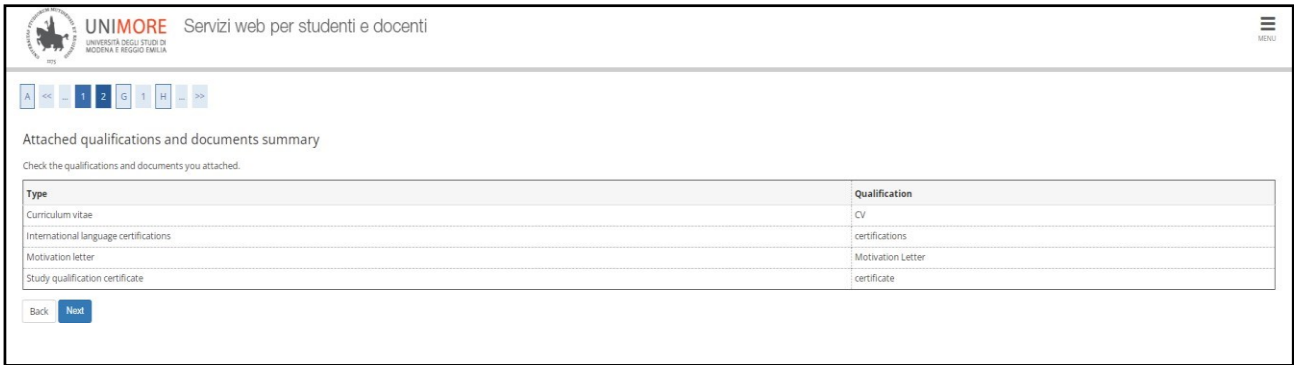 UNIMORE Servizi web per studenti e docenti
UNIVERSITÀ DEGLI STUDI DI
MODENA E REGGIO EMILIA
1175
MENU
A << ... 1 2 G 1 H ... >>
Attached qualifications and documents summary
Check the qualifications and documents you attached.
Type Qualification
Curriculum vitae CV
International language certifications certifications
Motivation letter Motivation Letter
Study qualification certificate certificate
Back Next